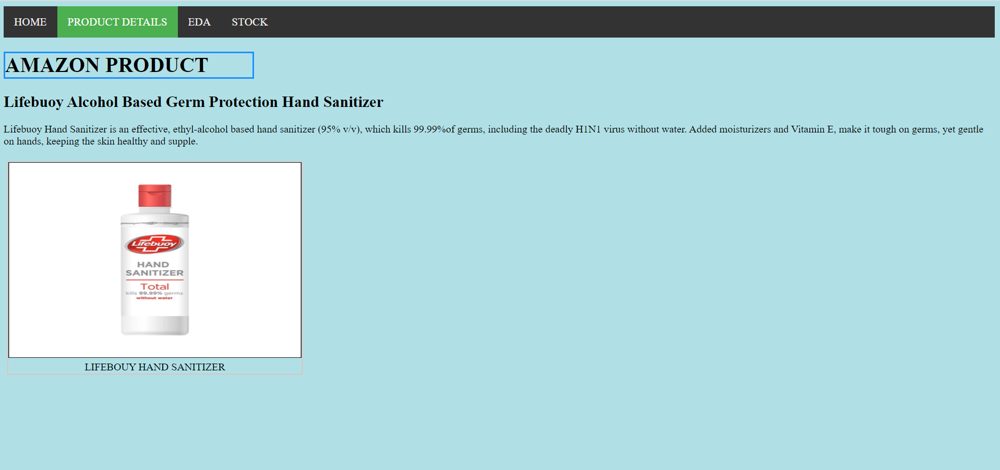 HOME PRODUCT DETAILS EDA STOCK
AMAZON PRODUCT
Lifebuoy Alcohol Based Germ Protection Hand Sanitizer
Lifebuoy Hand Sanitizer is an effective, ethyl-alcohol based hand sanitizer (95% v/v), which kills 99.99%of germs, including the deadly H1N1 virus without water. Added moisturizers and Vitamin E, make it tough on germs, yet gentle
on hands, keeping the skin healthy and supple.
Lifebuoy
HAND
SANITIZER
Total
kills 99.99% germs
without water
LIFEBOUY HAND SANITIZER